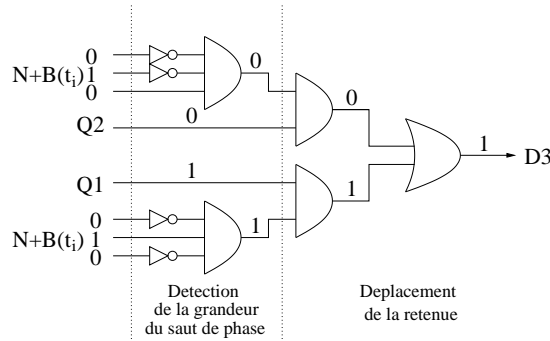 0
N+B(ti) 1 0
0
0
Q2 0
1 D3
Q1 1
1
0
N+B(ti) 1 1
0
Detection
de la grandeur
du saut de phase
Deplacement
de la retenue